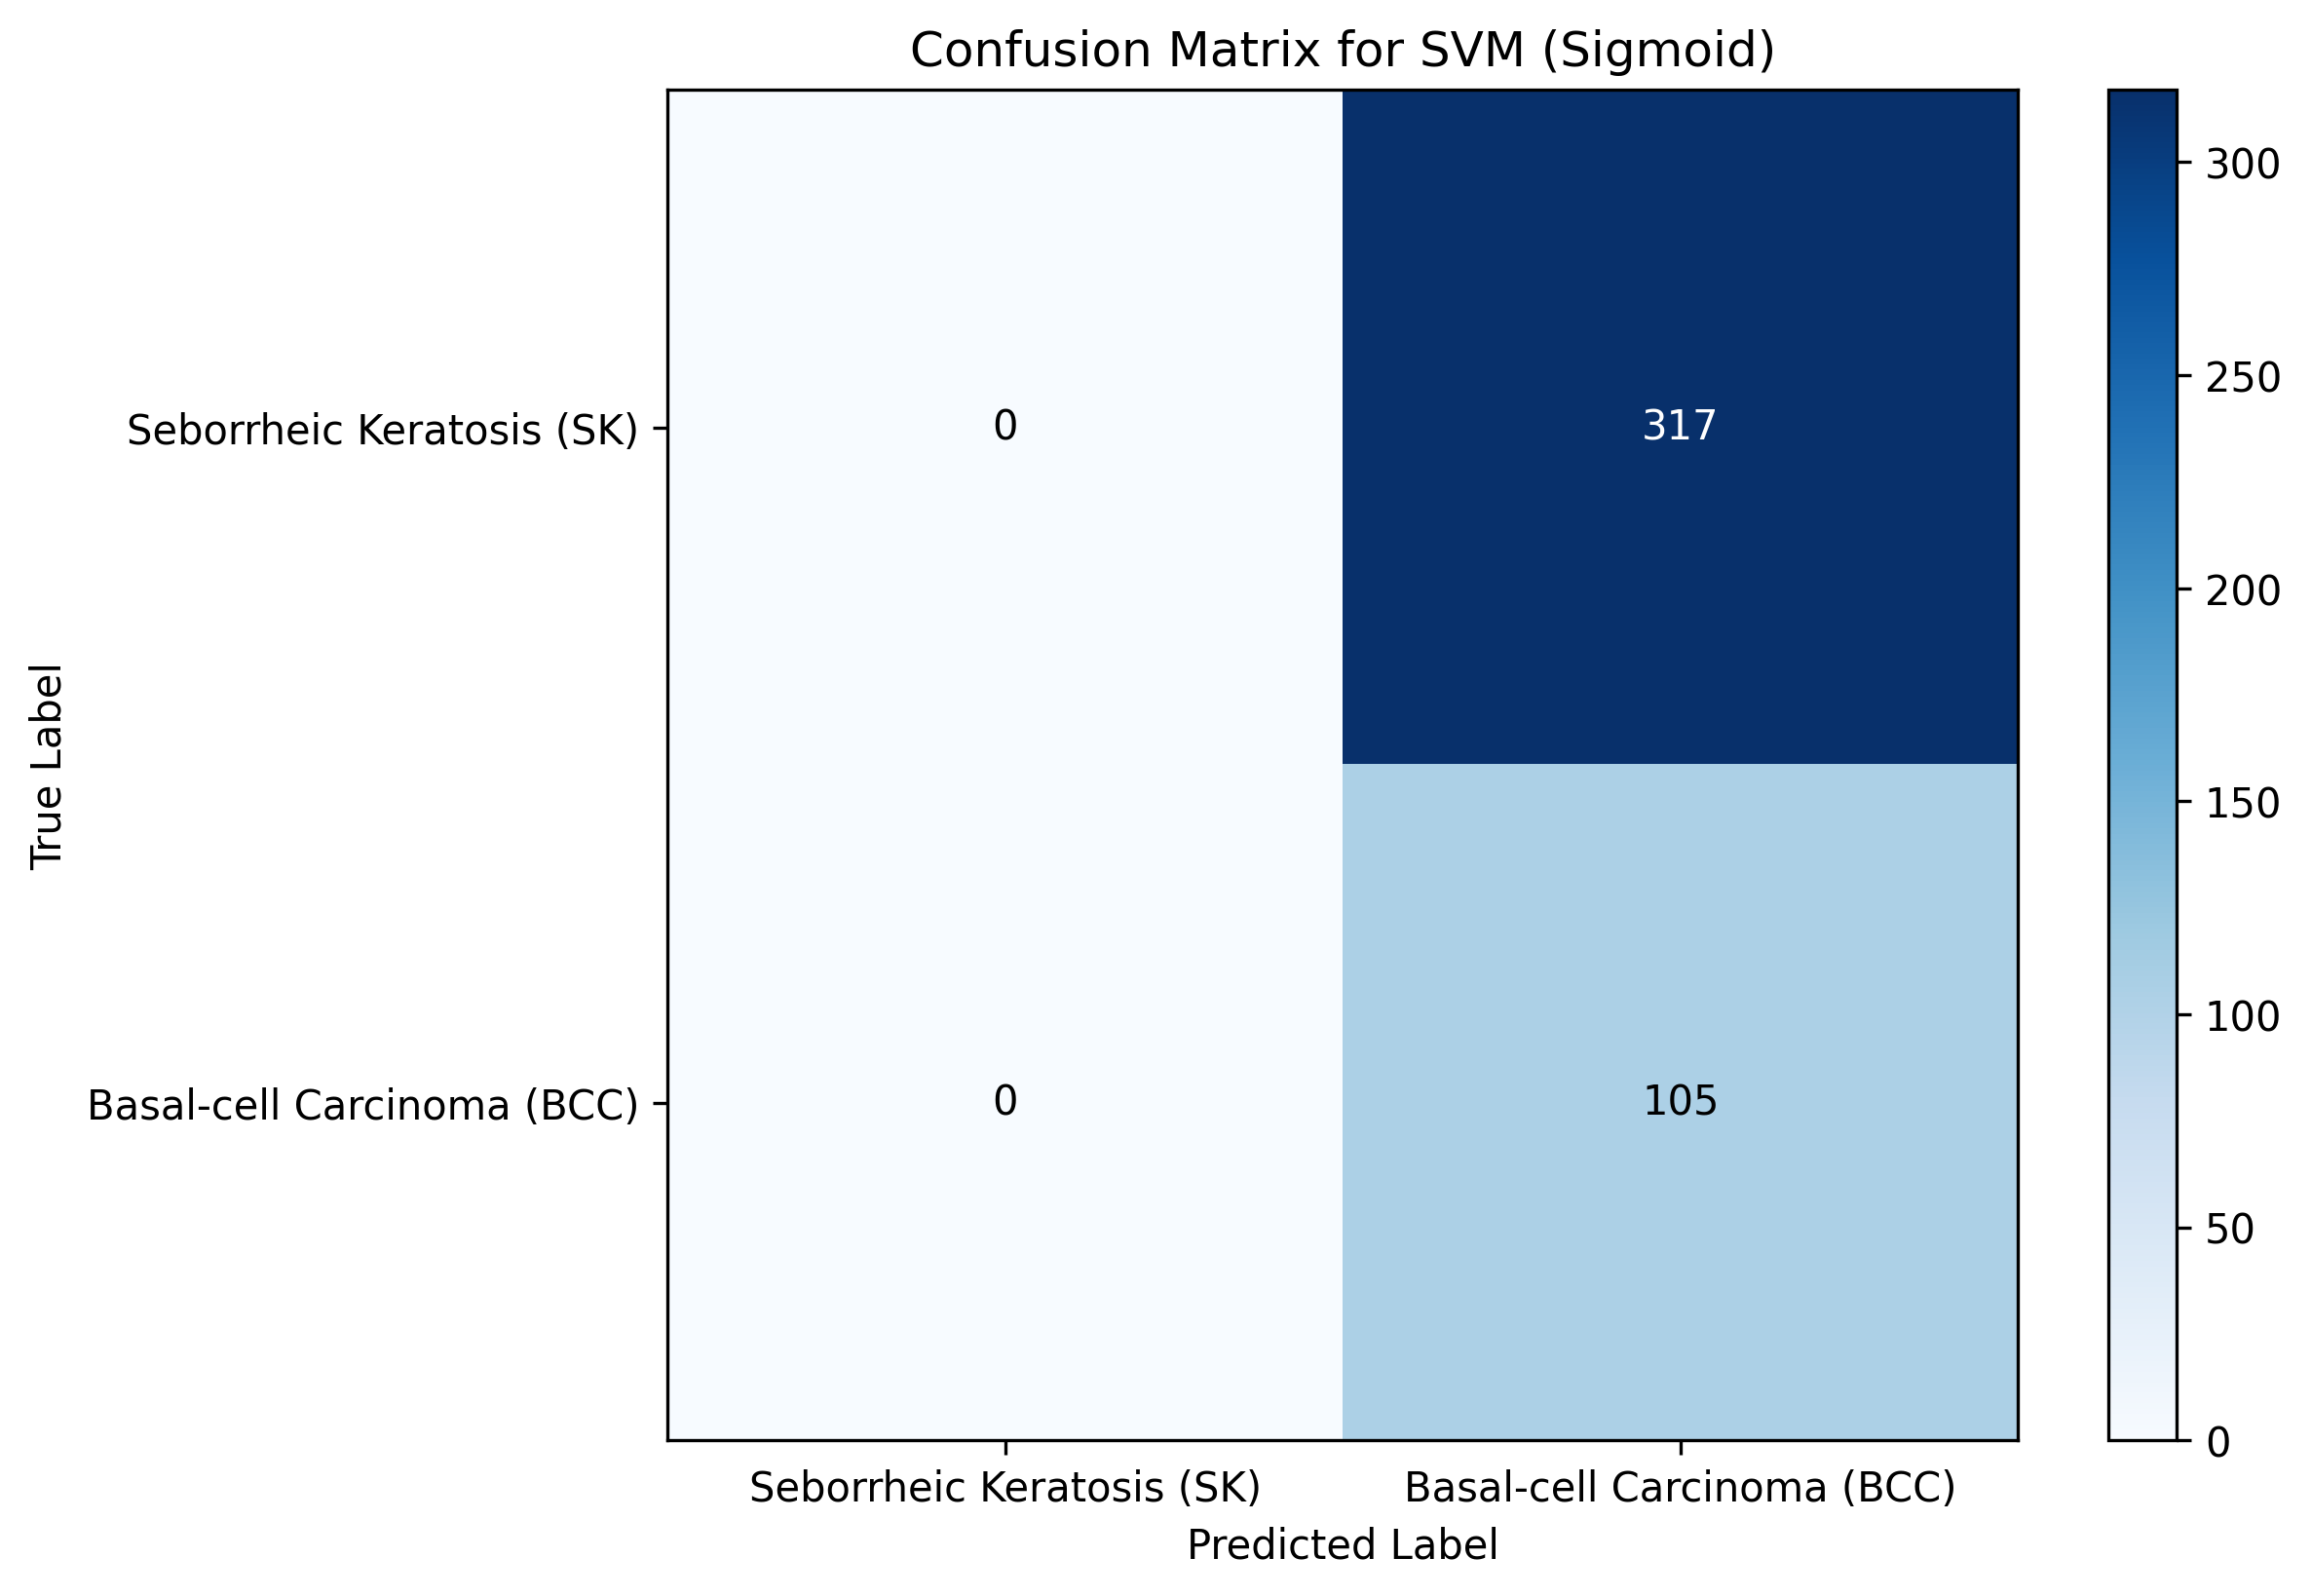 Confusion Matrix for SVM (Sigmoid)
True Label
Seborrheic Keratosis (SK)
0
317
Basal-cell Carcinoma (BCC)
0
105
Seborrheic Keratosis (SK)
Basal-cell Carcinoma (BCC)
Predicted Label
300
250
200
150
100
50
0